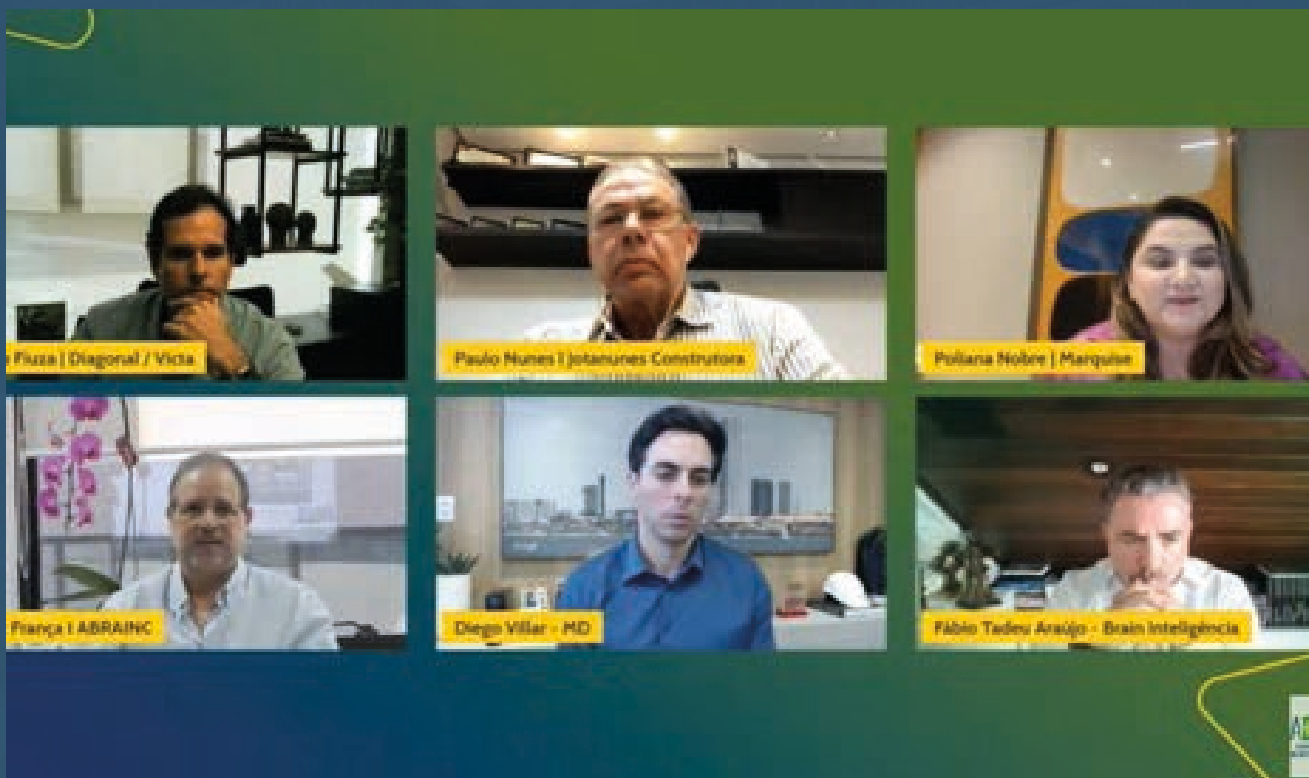 Fiuza | Diagonal / Victa
Paulo Nunes I Jotanunes Construtora
Poliana Nobre | Marquise
França I ABRAINC
Diego Villar - MD
Fábio Tadeu Araújo - Brain Inteligência